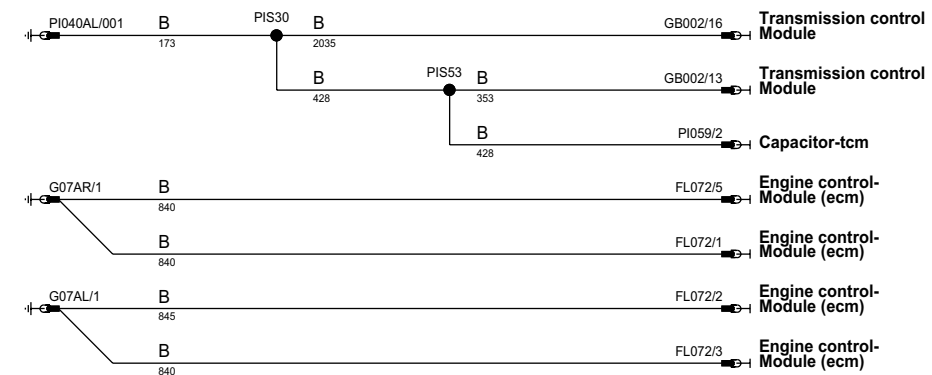 PI040AL/001 B PIS30 GB002/16 Transmission control
173 2035 Module
B PIS53 B GB002/13 Transmission control
428 353 Module
B PI059/2 Capacitor-tcm
428
G07AR/1 B FL072/5 Engine control-
840 Module (ecm)
B FL072/1 Engine control-
840 Module (ecm)
G07AL/1 B FL072/2 Engine control-
845 Module (ecm)
B FL072/3 Engine control-
840 Module (ecm)